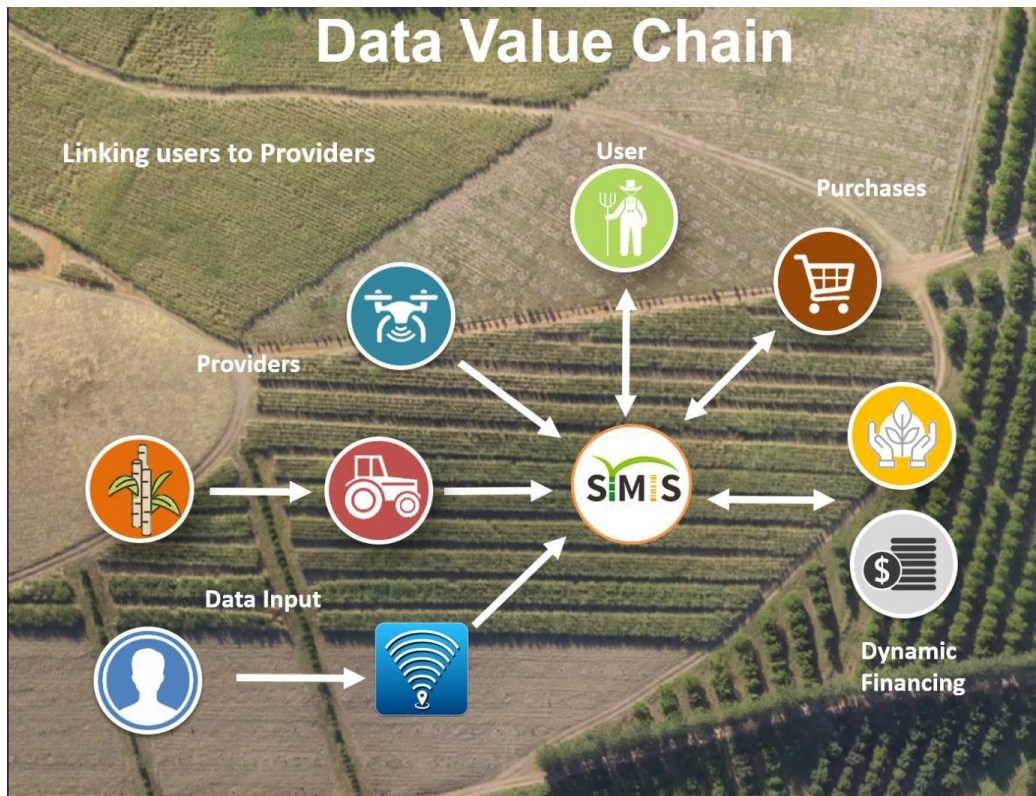 Data Value Chain
Linking users to Providers
User
Purchases
Providers
SIMIS
$
Data Input
Dynamic
Financing